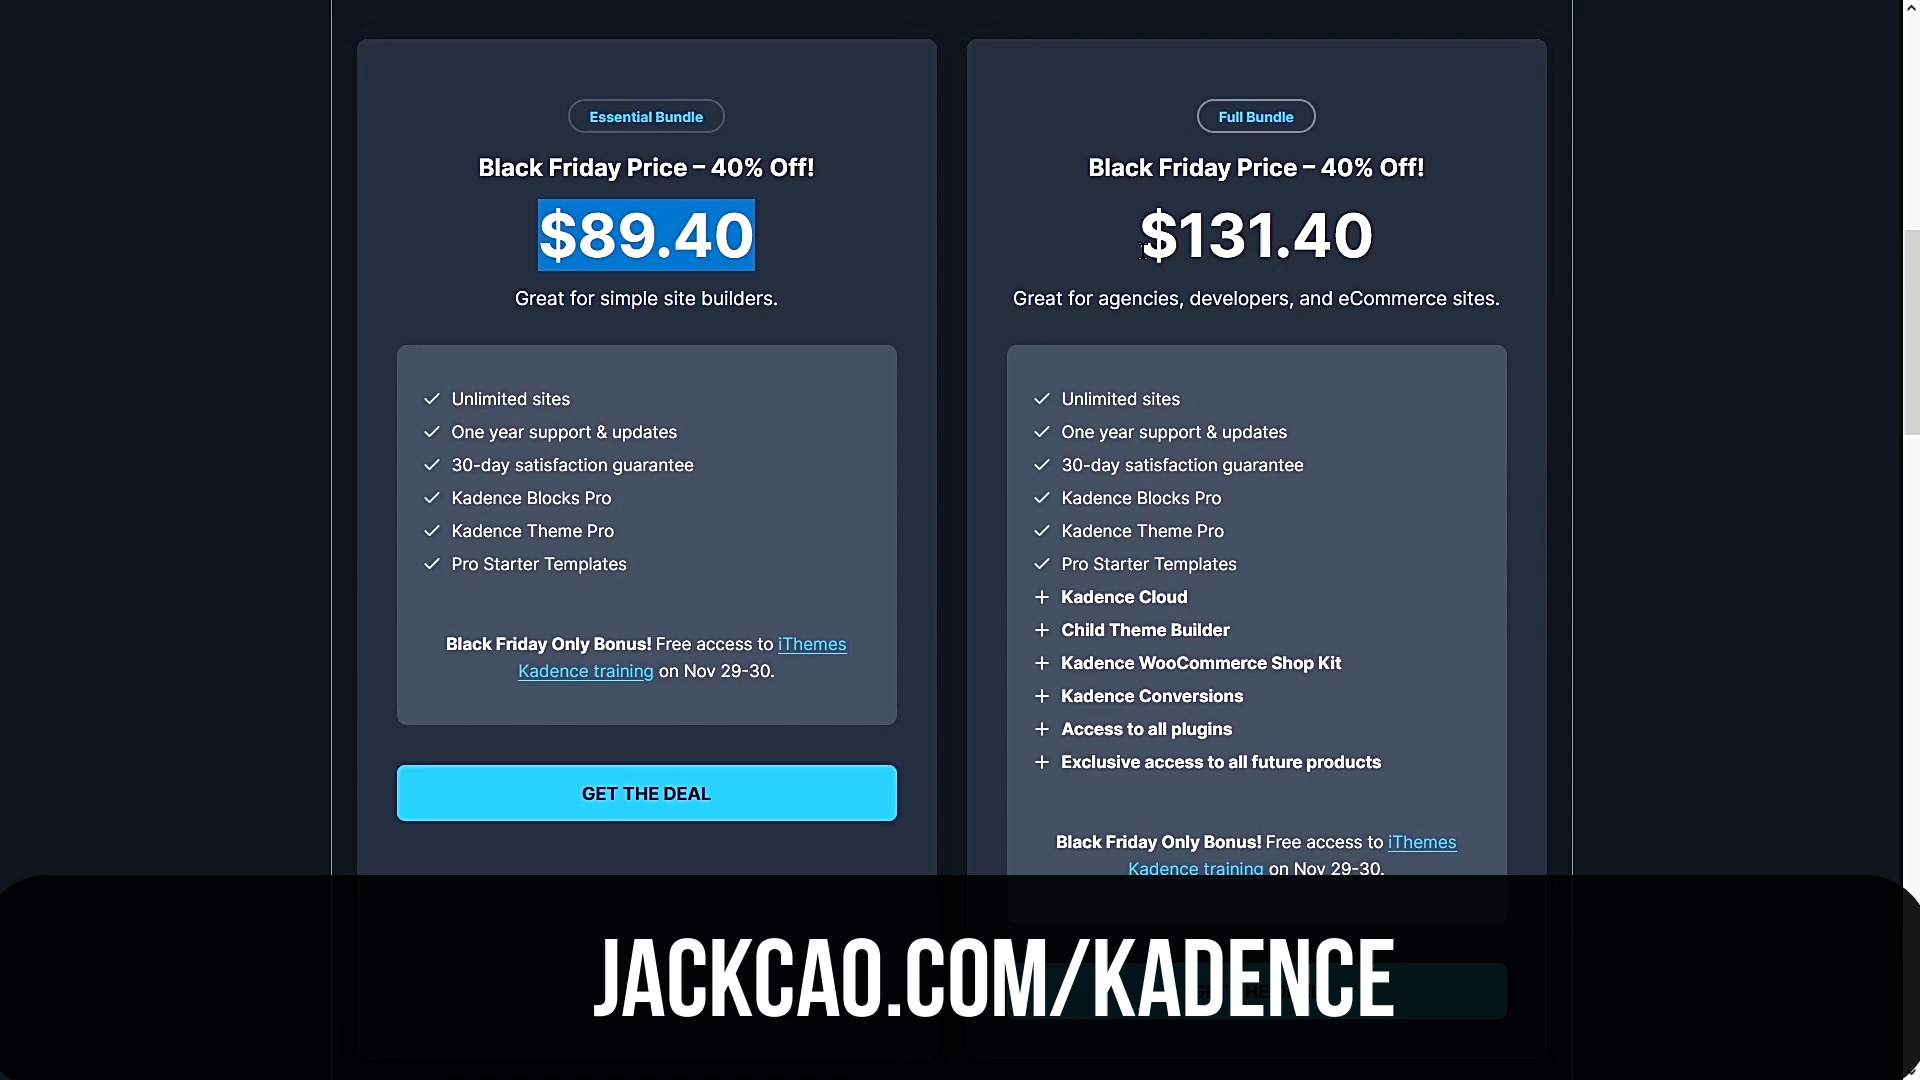 Essential Bundle
Black Friday Price – 40% Off!
$89.40
Great for simple site builders.
Unlimited sites
One year support & updates
30-day satisfaction guarantee
Kadence Blocks Pro
Kadence Theme Pro
Pro Starter Templates
Black Friday Only Bonus! Free access to iThemes
Kadence training on Nov 29-30.
GET THE DEAL
Full Bundle
Black Friday Price – 40% Off!
$131.40
Great for agencies, developers, and eCommerce sites.
Unlimited sites
One year support & updates
30-day satisfaction guarantee
Kadence Blocks Pro
Kadence Theme Pro
Pro Starter Templates
Kadence Cloud
Child Theme Builder
Kadence WooCommerce Shop Kit
Kadence Conversions
Access to all plugins
Exclusive access to all future products
Black Friday Only Bonus! Free access to iThemes
Kadence training on Nov 29-30.
JACKCAO.COM/KADENCE